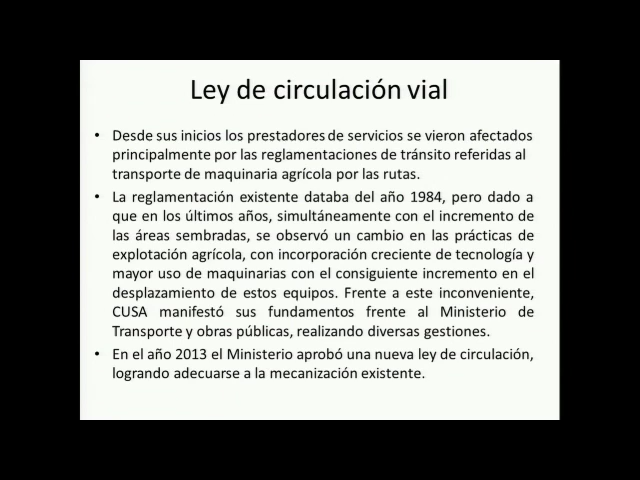 Ley de circulación vial
• Desde sus inicios los prestadores de servicios se vieron afectados
principalmente por las reglamentaciones de tránsito referidas al
transporte de maquinaria agrícola por las rutas.
• La reglamentación existente databa del año 1984, pero dado a
que en los últimos años, simultáneamente con el incremento de
las áreas sembradas, se observó un cambio en las prácticas de
explotación agrícola, con incorporación creciente de tecnología y
mayor uso de maquinarias con el consiguiente incremento en el
desplazamiento de estos equipos. Frente a este inconveniente,
CUSA manifestó sus fundamentos frente al Ministerio de
Transporte y obras públicas, realizando diversas gestiones.
• En el año 2013 el Ministerio aprobó una nueva ley de circulación,
logrando adecuarse a la mecanización existente.